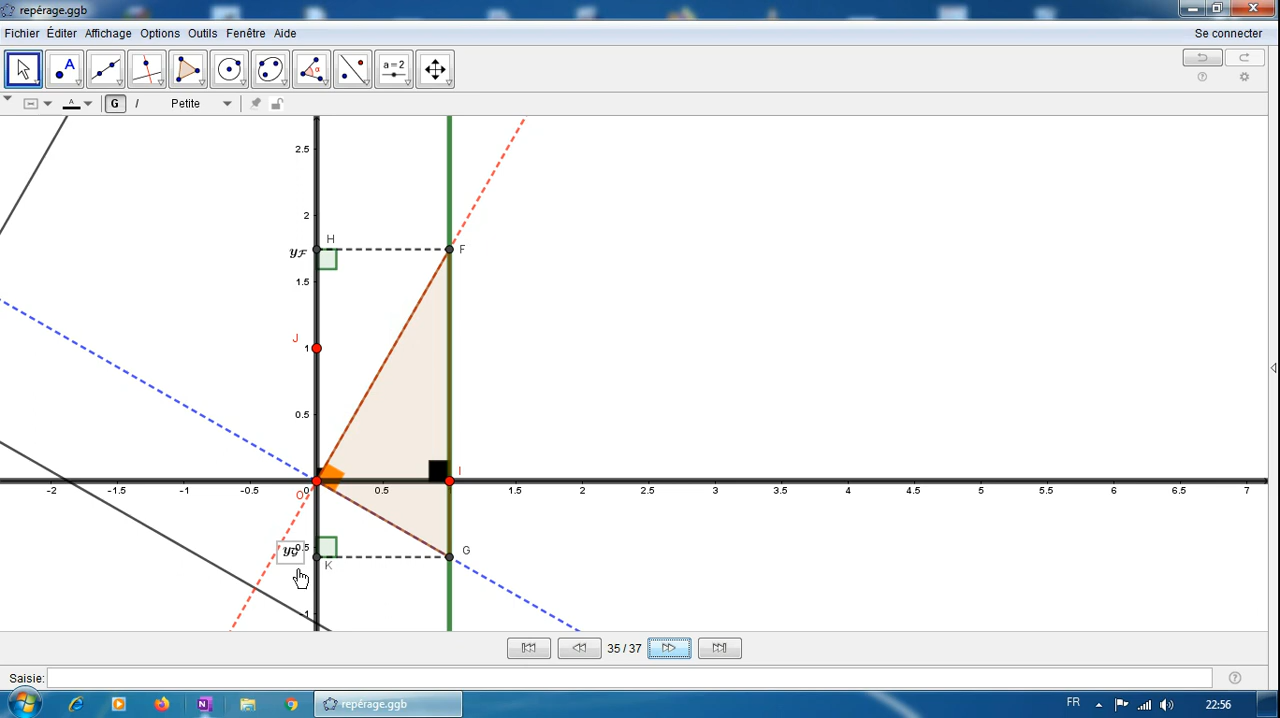 repérage.ggb
Fichier Éditer Affichage Options Outils Fenêtre Aide Se connecter
A α a = 2
A G / Petite
2.5
2
H
y𝓕 F
1.5
J
1
0.5
I
O 0 -2 -1.5 -1 -0.5 0.5 1.5 2 2.5 3 3.5 4 4.5 5 5.5 6 6.5 7
0.5 G
K
1
35 / 37
Saisie:
repérage.ggb FR 22:56